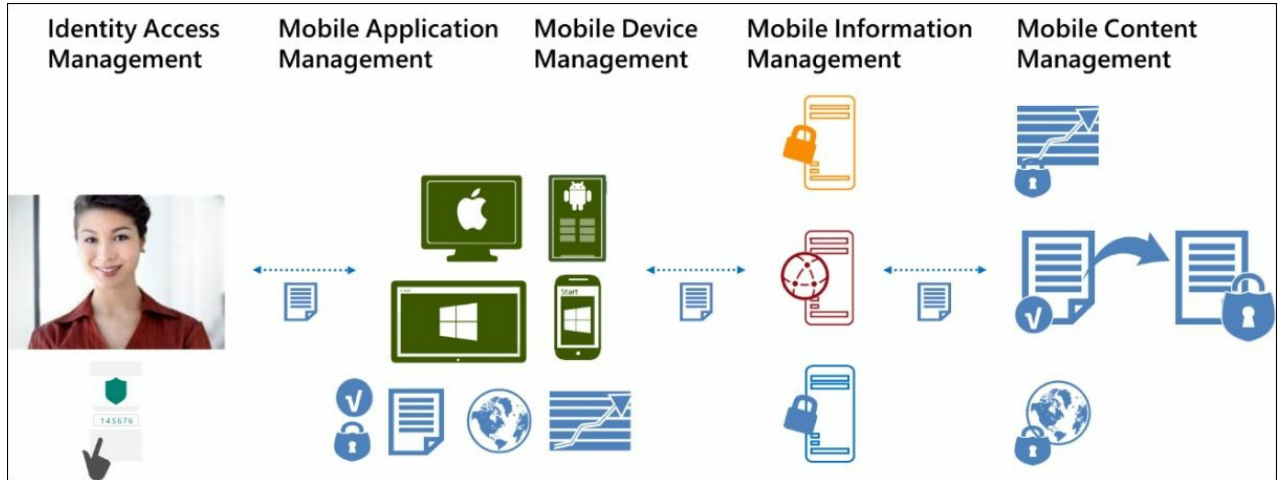 Identity Access
Management
Mobile Application
Management
Mobile Device
Management
Mobile Information
Management
Mobile Content
Management
Start
145676